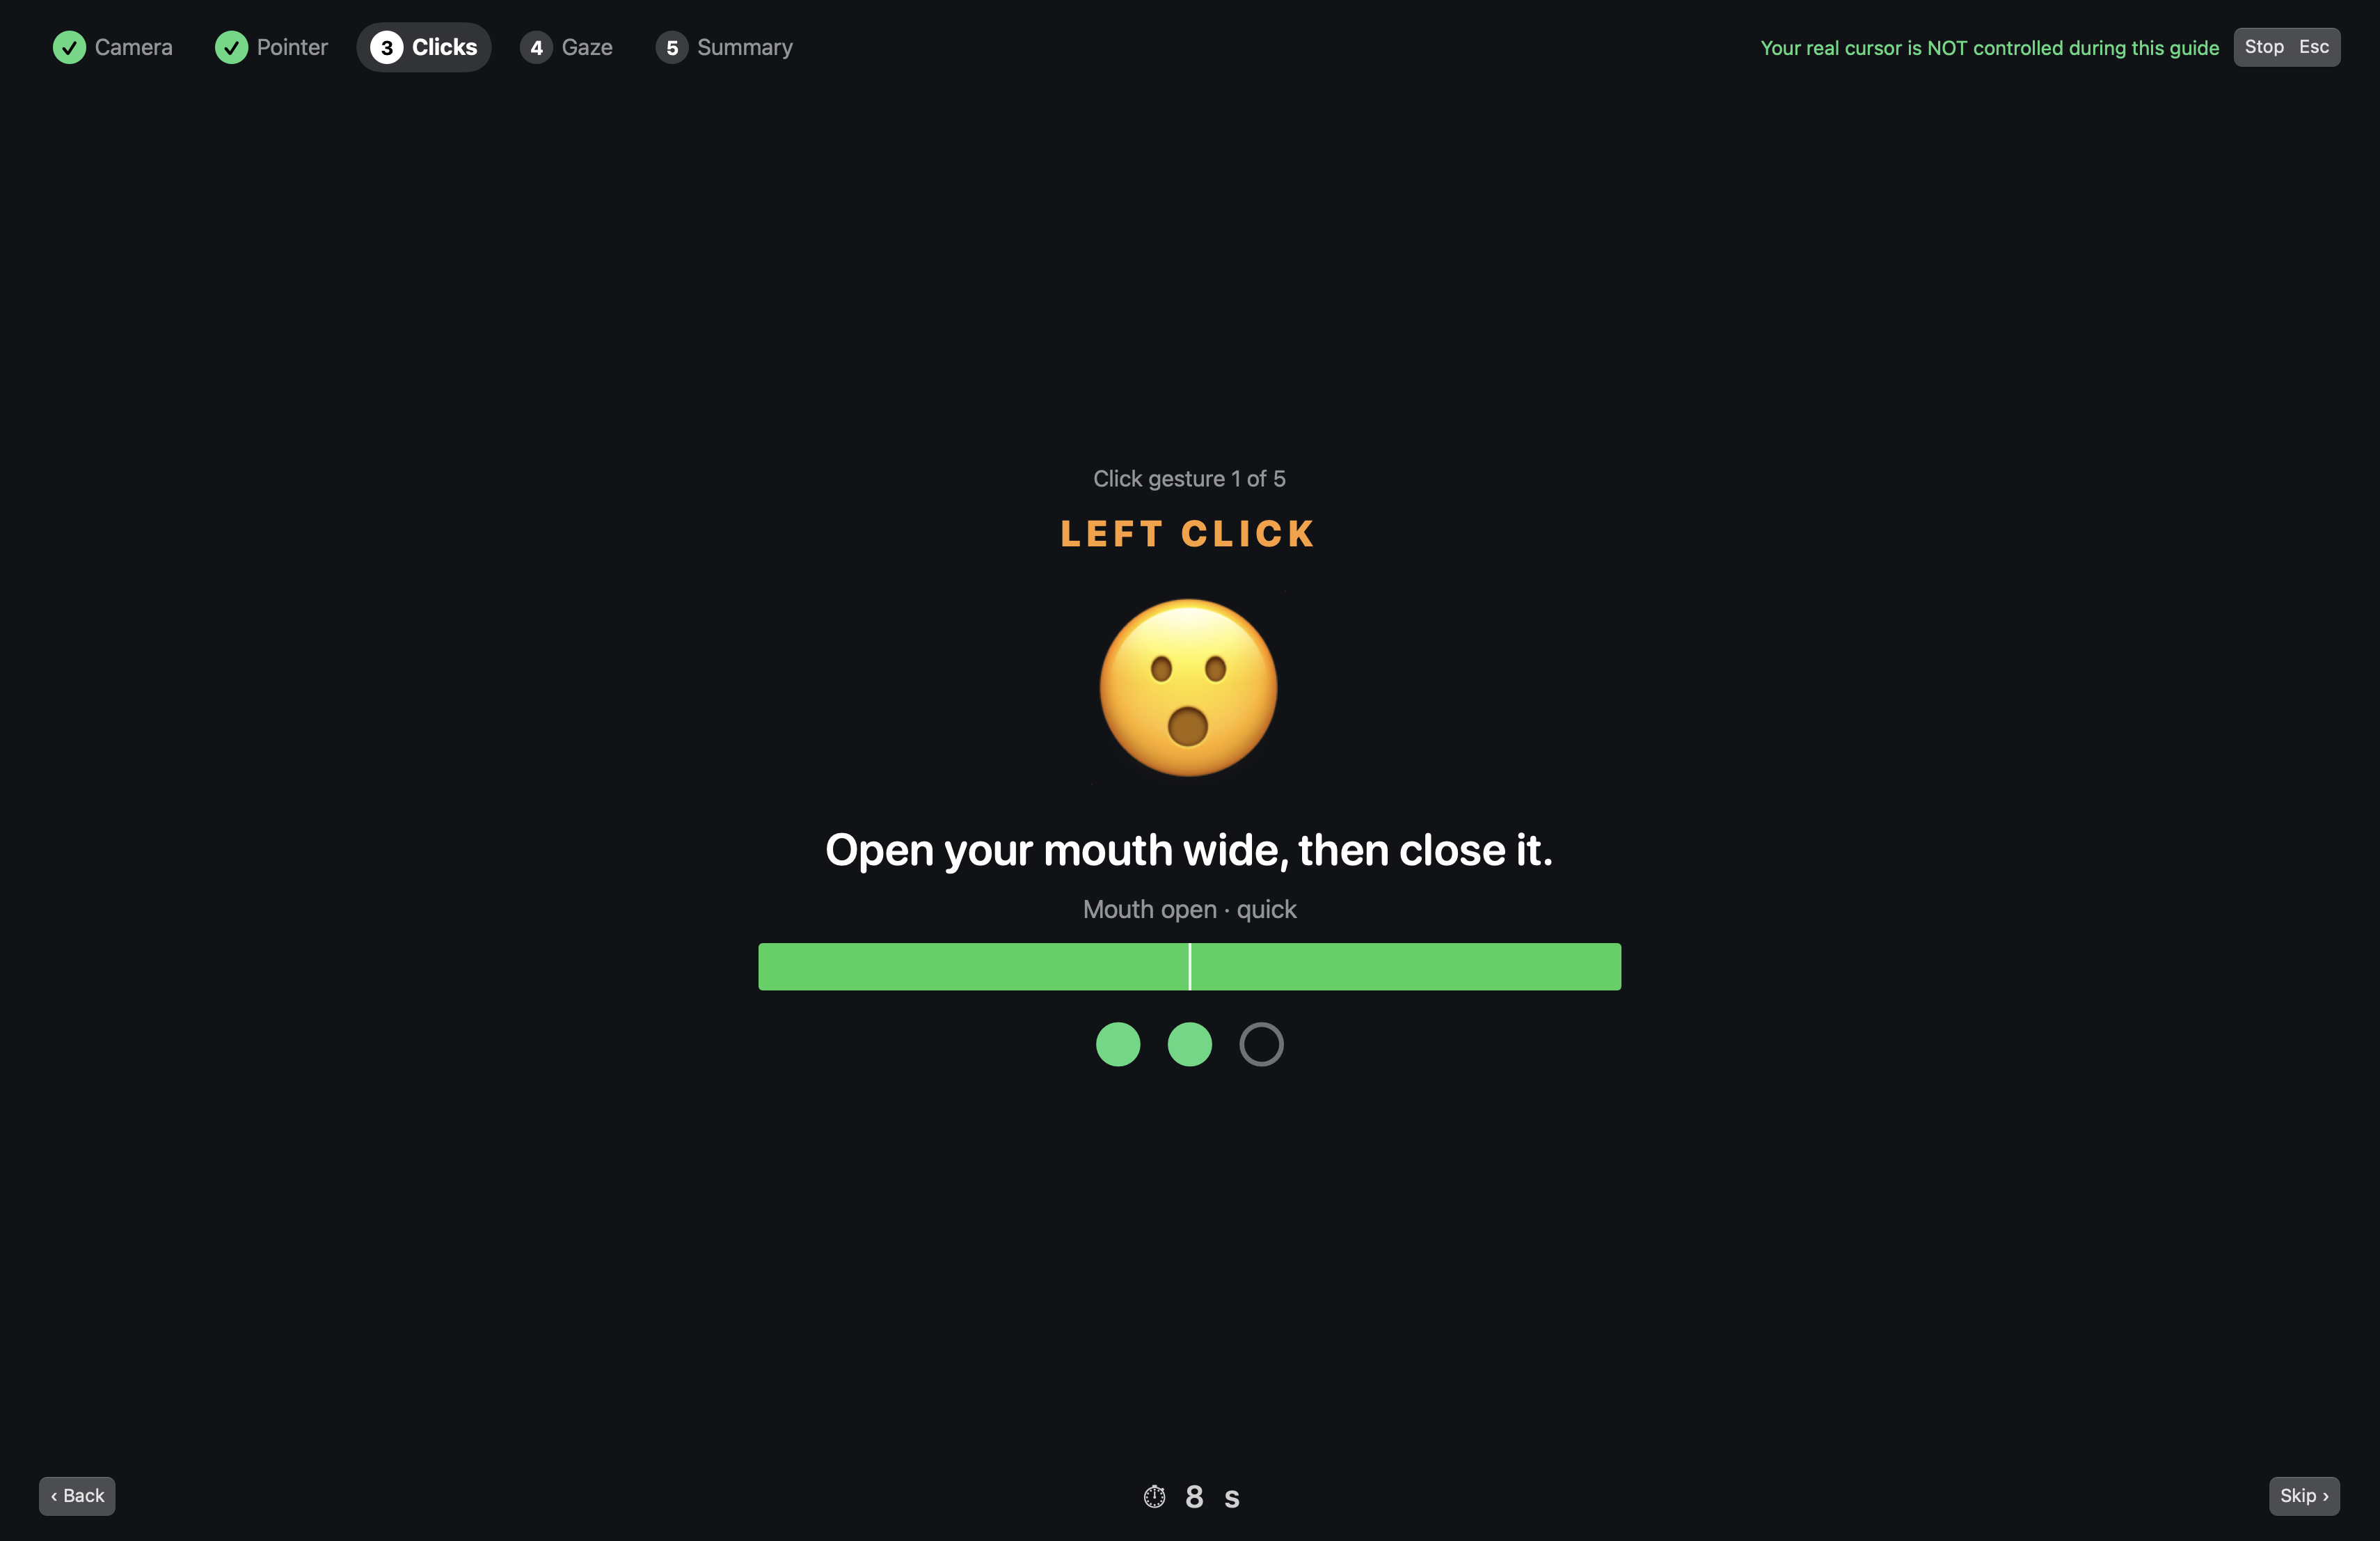 Camera
Pointer
3 Clicks
4 Gaze
5 Summary
Your real cursor is NOT controlled during this guide
Stop Esc
Click gesture 1 of 5
LEFT CLICK
Open your mouth wide, then close it.
Mouth open · quick
‹ Back
8 s
Skip ›